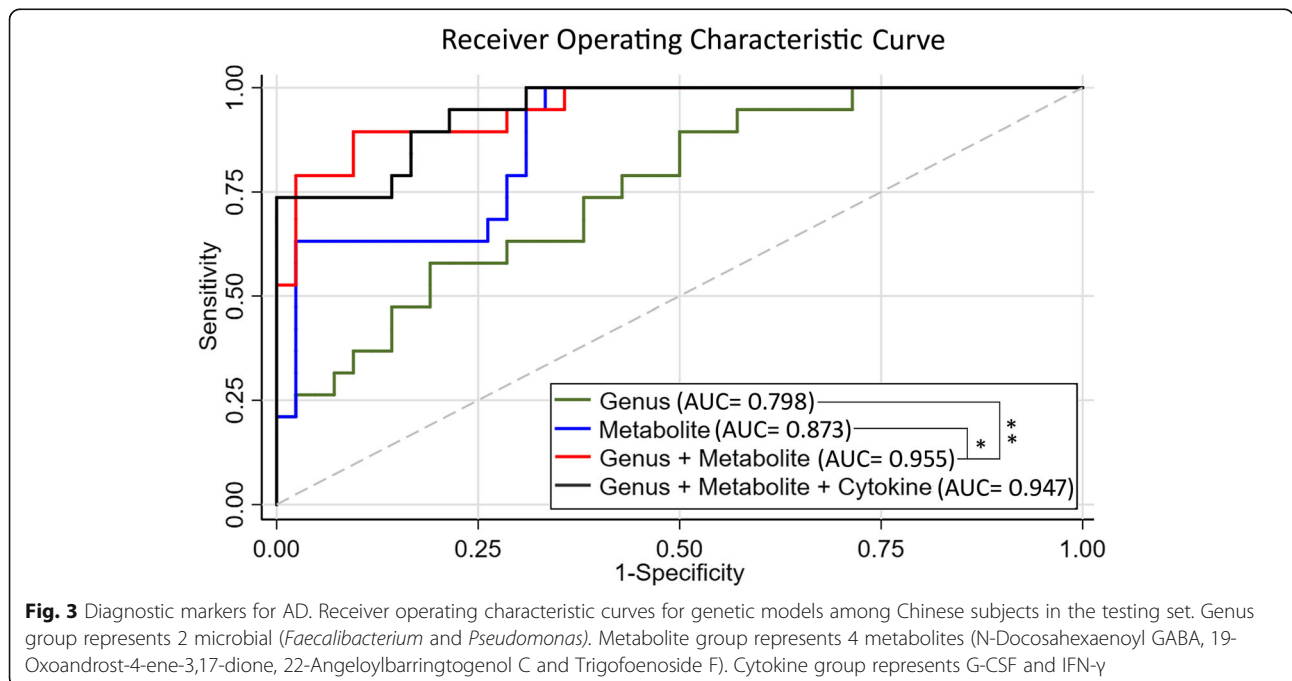 Receiver Operating Characteristic Curve
Sensitivity
1.00
0.75
0.50
0.25
0.00
Genus (AUC= 0.798)
Metabolite (AUC= 0.873)
Genus + Metabolite (AUC= 0.955)
Genus + Metabolite + Cytokine (AUC= 0.947)
*
**
0.00 0.25 0.50 0.75 1.00
1-Specificity
Fig. 3 Diagnostic markers for AD. Receiver operating characteristic curves for genetic models among Chinese subjects in the testing set. Genus
group represents 2 microbial (Faecalibacterium and Pseudomonas). Metabolite group represents 4 metabolites (N-Docosahexaenoyl GABA, 19-
Oxoandrost-4-ene-3,17-dione, 22-Angeloylbarringtogenol C and Trigofoenoside F). Cytokine group represents G-CSF and IFN-γ